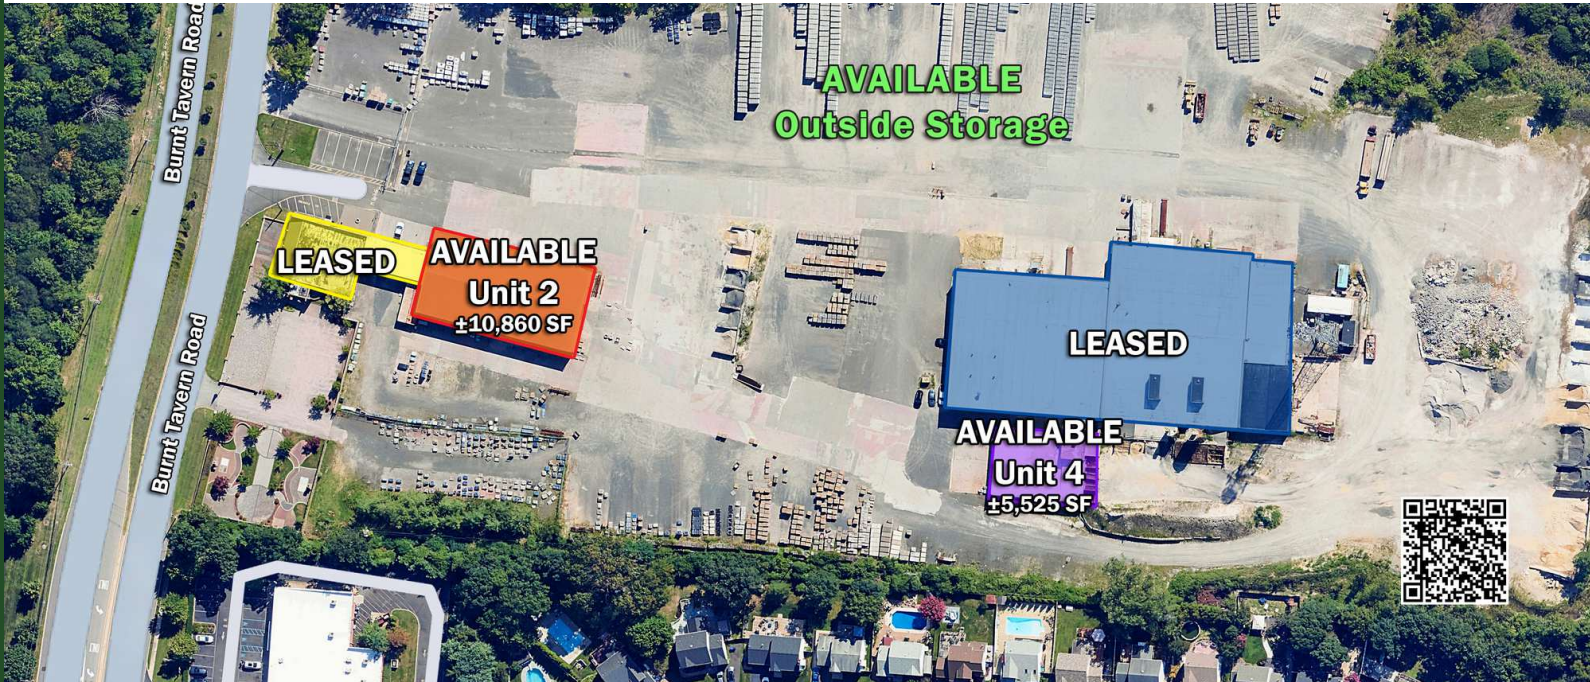 Burnt Tavern Road
AVAILABLE
Outside Storage
LEASED
AVAILABLE
Unit 2
±10,860 SF
LEASED
Burnt Tavern Road
AVAILABLE
Unit 4
±5,525 SF